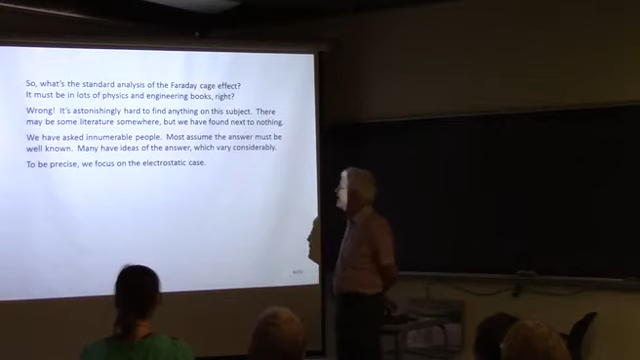 So, what's the standard analysis of the Faraday cage effect?
It must be in lots of physics and engineering books, right?
Wrong! It's astonishingly hard to find anything on this subject. There
may be some literature somewhere, but we have found next to nothing.
We have asked innumerable people. Most assume the answer must be
well known. Many have ideas of the answer, which vary considerably.
To be precise, we focus on the electrostatic case.